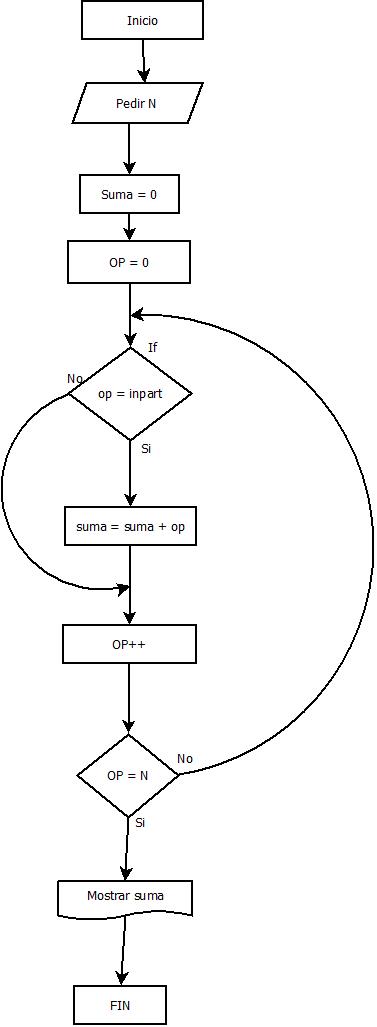 Inicio
Pedir N
Suma = 0
OP = 0
If
No
op = inpart
Si
suma = suma + op
OP++
No
OP = N
Si
Mostrar suma
FIN